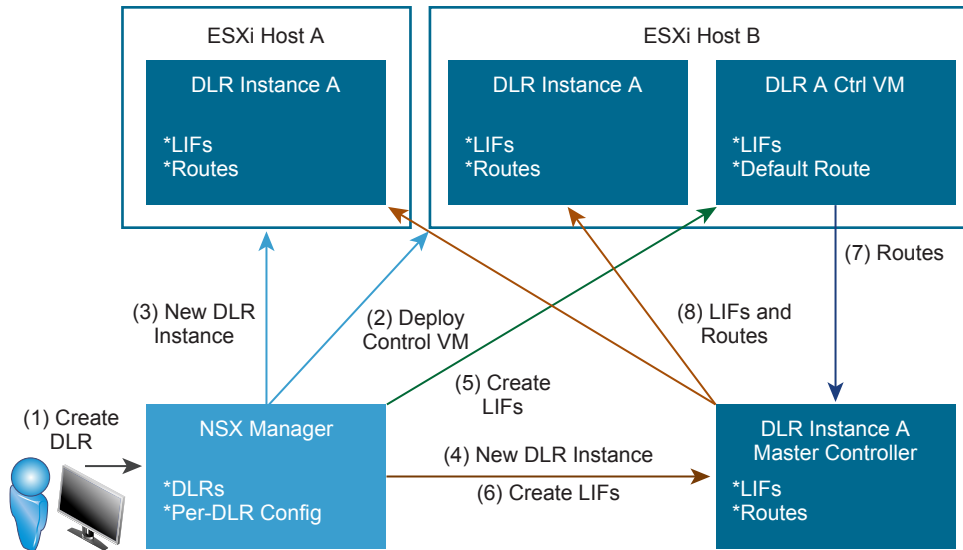 ESXi Host A
ESXi Host B
DLR Instance A
*LIFs
*Routes
DLR Instance A
*LIFs
*Routes
DLR A Ctrl VM
*LIFs
*Default Route
(7) Routes
(3) New DLR
Instance
(2) Deploy
Control VM
(8) LIFs and
Routes
(5) Create
LIFs
(1) Create
DLR
NSX Manager
*DLRs
*Per-DLR Config
(4) New DLR Instance
(6) Create LIFs
DLR Instance A
Master Controller
*LIFs
*Routes